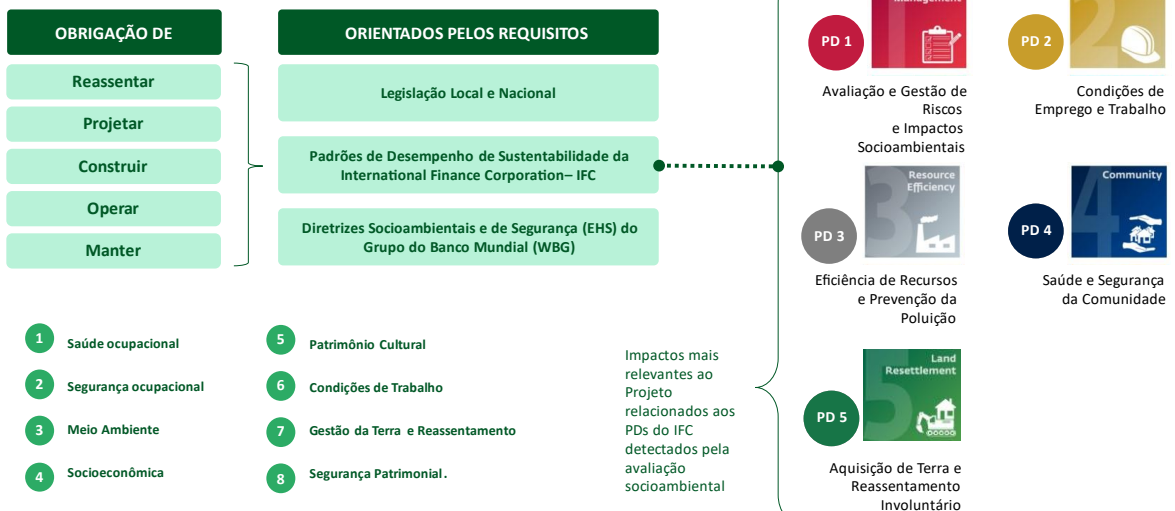 OBRIGAÇÃO DE
Reassentar
Projetar
Construir
Operar
Manter
ORIENTADOS PELOS REQUISITOS
Legislação Local e Nacional
Padrões de Desempenho de Sustentabilidade da
International Finance Corporation– IFC
Diretrizes Socioambientais e de Segurança (EHS) do
Grupo do Banco Mundial (WBG)
1
Saúde ocupacional
2
Segurança ocupacional
3
Meio Ambiente
4
Socioeconômica
5
Patrimônio Cultural
6
Condições de Trabalho
7
Gestão da Terra e Reassentamento
8
Segurança Patrimonial.
Impactos mais
relevantes ao
Projeto
relacionados aos
PDs do IFC
detectados pela
avaliação
socioambiental
PD 1
Management
1
Avaliação e Gestão de
Riscos
e Impactos
Socioambientais
PD 2
2
Condições de
Emprego e Trabalho
PD 3
Resource
Efficiency
3
Eficiência de Recursos
e Prevenção da
Poluição
PD 4
Community
4
Saúde e Segurança
da Comunidade
PD 5
Land
Resettlement
5
Aquisição de Terra e
Reassentamento
Involuntário